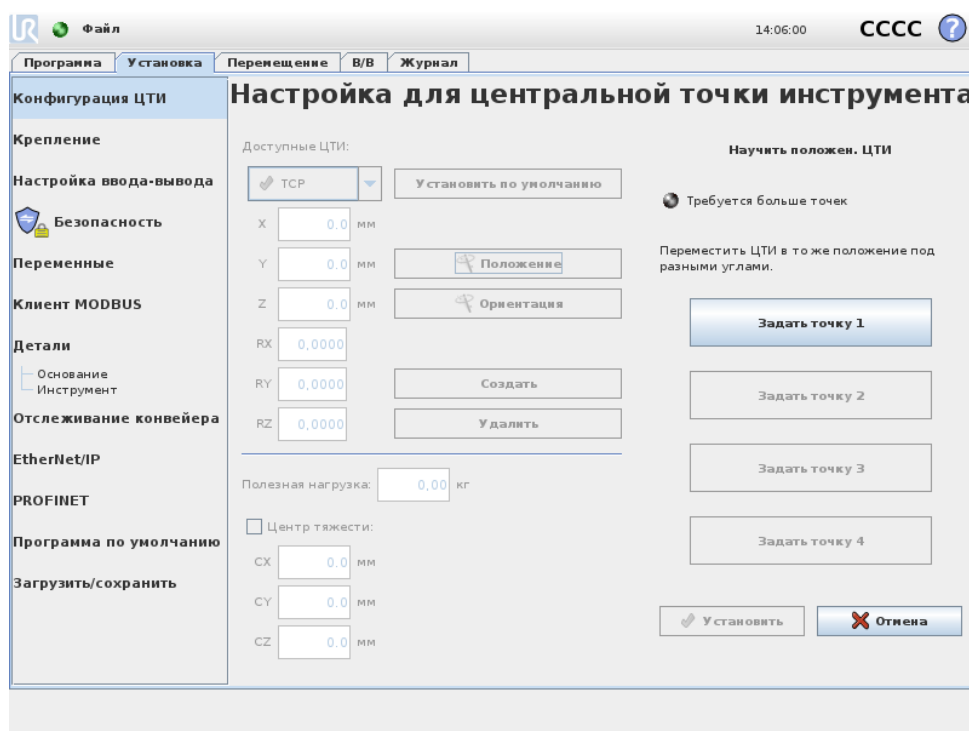 UR Файл 14:06:00 CCCC ?
Программа Установка Перемещение В/В Журнал
Конфигурация ЦТИ
Крепление
Настройка ввода-вывода
Безопасность
Переменные
Клиент MODBUS
Детали
Основание
Инструмент
Отслеживание конвейера
EtherNet/IP
PROFINET
Программа по умолчанию
Загрузить/сохранить
Настройка для центральной точки инструмента
Доступные ЦТИ:
TCP Установить по умолчанию
X 0.0 мм
Y 0.0 мм Положение
Z 0.0 мм Ориентация
RX 0,0000
RY 0,0000 Создать
RZ 0,0000 Удалить
Полезная нагрузка: 0,00 кг
Центр тяжести:
CX 0.0 мм
CY 0.0 мм
CZ 0.0 мм
Научить положен. ЦТИ
Требуется больше точек
Переместить ЦТИ в то же положение под
разными углами.
Задать точку 1
Задать точку 2
Задать точку 3
Задать точку 4
Установить Отмена